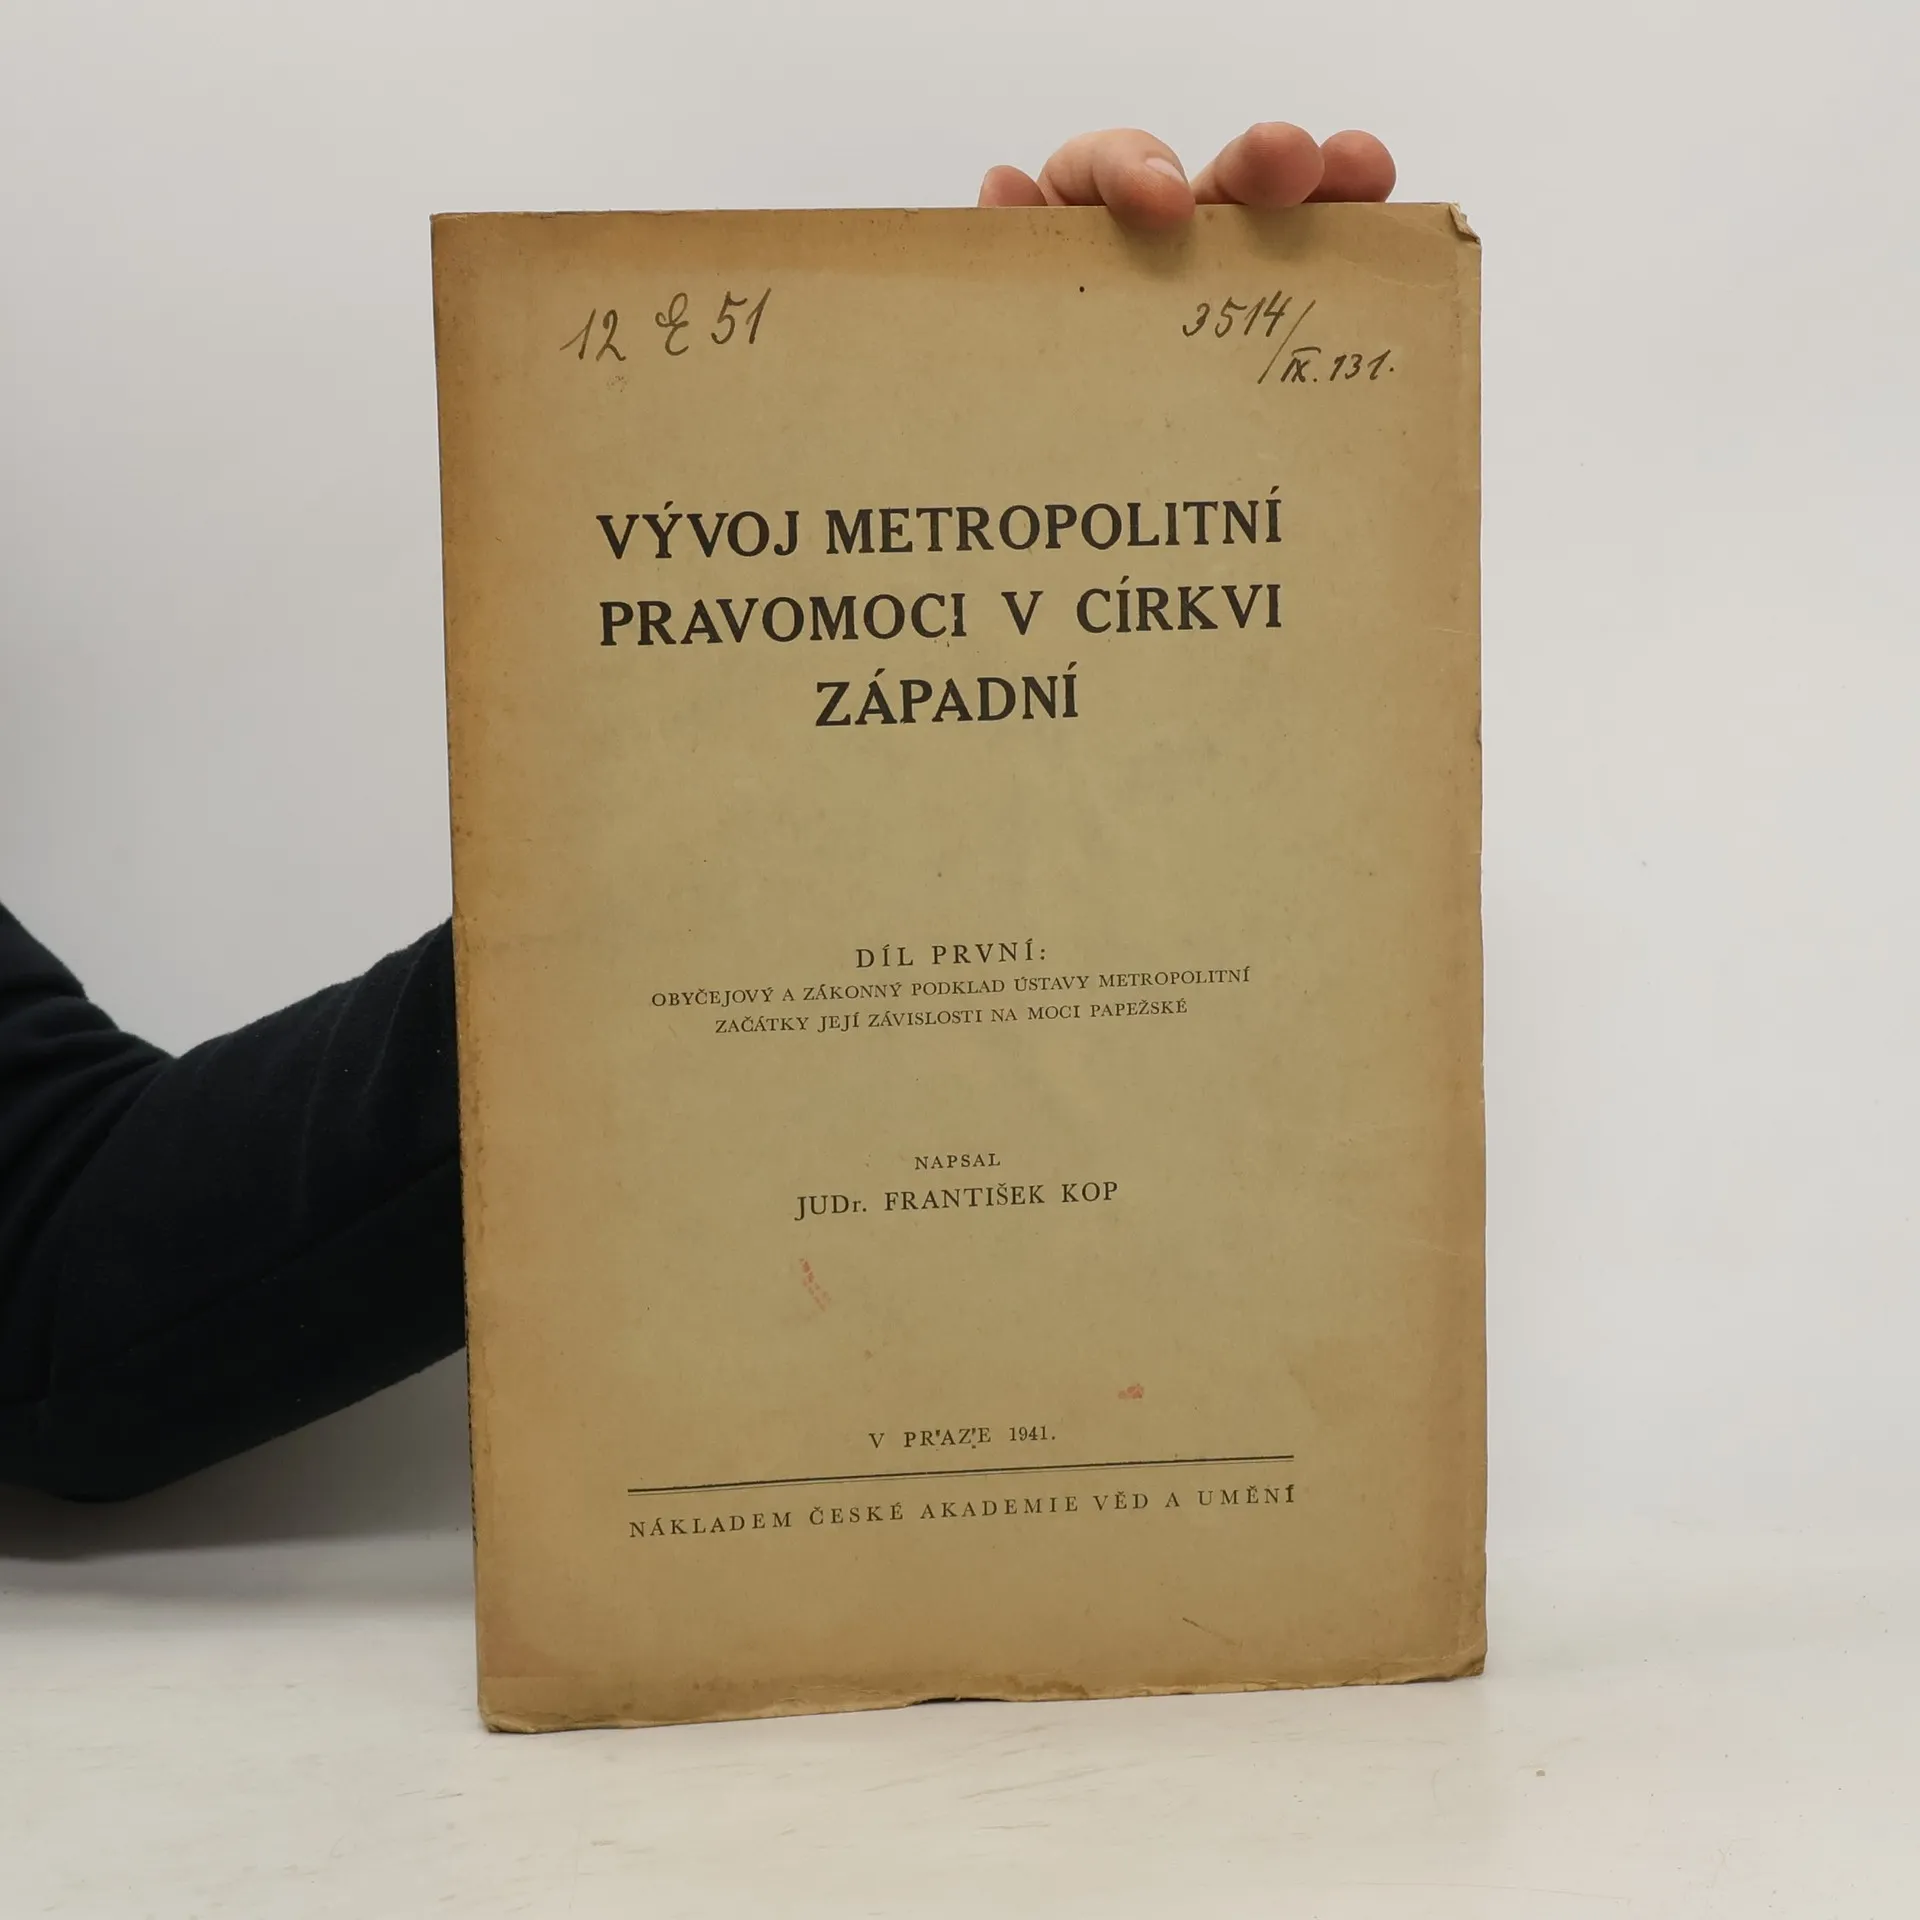 12 E 51
3514/
IX. 131.
VÝVOJ METROPOLITNÍ
PRAVOMOCI V CÍRKVI
ZÁPADNÍ
DÍL PRVNÍ:
OBYČEJOVÝ A ZÁKONNÝ PODKLAD ÚSTAVY METROPOLITNÍ
ZAČÁTKY JEJÍ ZÁVISLOSTI NA MOCI PAPEŽSKÉ
NAPSAL
JUDr. FRANTIŠEK KOP
V PRAZE 1941.
NÁKLADEM ČESKÉ AKADEMIE VĚD A UMĚNÍ